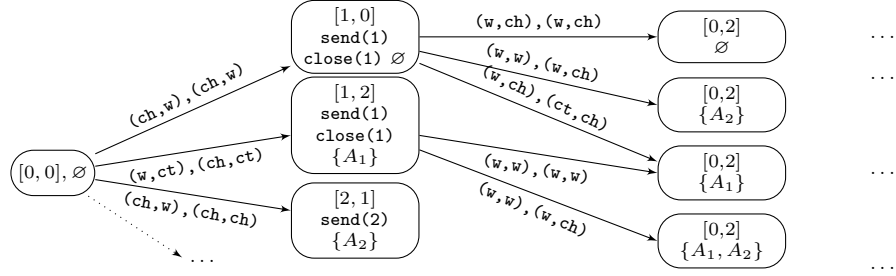 [0, 0], ∅
(ch,w),(ch,w)
(w,ct),(ch,ct)
(ch,w),(ch,ch)
...
[1, 0]
send(1)
close(1) ∅
[1, 2]
send(1)
close(1)
{A₁}
[2, 1]
send(2)
{A₂}
(w,ch),(w,ch)
(w,w),(w,ch)
(w,ch),(ct,ch)
(w,w),(w,w)
(w,w),(w,ch)
[0,2]
∅
[0,2]
{A₂}
[0,2]
{A₁}
[0,2]
{A₁, A₂}
...
...
...
...